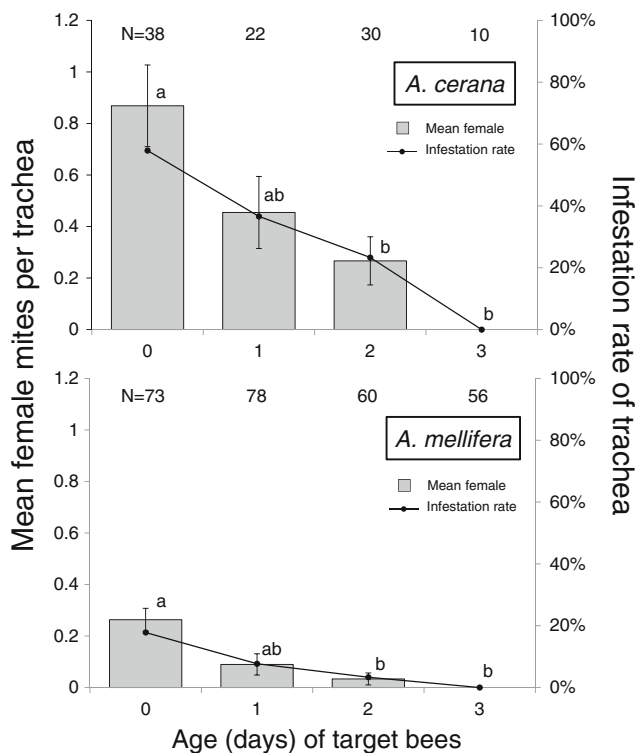 Mean female mites per trachea
Infestation rate of trachea
1.2
1
0.8
0.6
0.4
0.2
0
100%
80%
60%
40%
20%
0%
N=38 22 30 10
A. cerana
Mean female
Infestation rate
a
ab
b
b
0 1 2 3
1.2
1
0.8
0.6
0.4
0.2
0
100%
80%
60%
40%
20%
0%
N=73 78 60 56
A. mellifera
Mean female
Infestation rate
a
ab
b
b
0 1 2 3
Age (days) of target bees